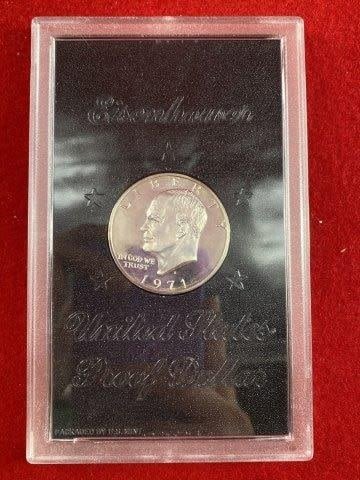 Eisenhower
LIBERTY
IN GOD WE
TRUST
1971
United States
Proof Dollar
PACKAGED BY U.S. MINT